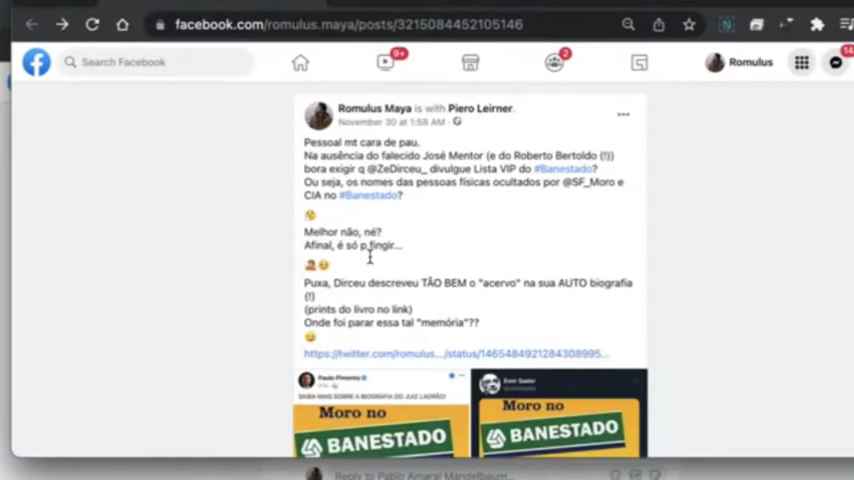 facebook.com/romulus.maya/posts/3215084452105146
Search Facebook
9+
2
Romulus
14
Romulus Maya is with Piero Leirner.
November 30 at 1:58 AM
Pessoal mt cara de pau.
Na ausência do falecido José Mentor (e do Roberto Bertoldo (!))
bora exigir q @ZeDirceu_ divulgue Lista VIP do #Banestado?
Ou seja, os nomes das pessoas físicas ocultados por @SF_Moro e
CIA no #Banestado?
Melhor não, né?
Afinal, é só p fingir...
Puxa, Dirceu descreveu TÃO BEM o "acervo" na sua AUTO biografia
(!)
(prints do livro no link)
Onde foi parar essa tal "memória"??
https://twitter.com/romulus.../status/1465484921284308995...
Paulo Pimenta
Emir Sader
SAIBA MAIS SOBRE A BIOGRAFIA DO JUIZ LADRÃO!
Moro no
BANESTADO
Moro no
BANESTADO
Reply to Pablo Amaral Mandelbaum...